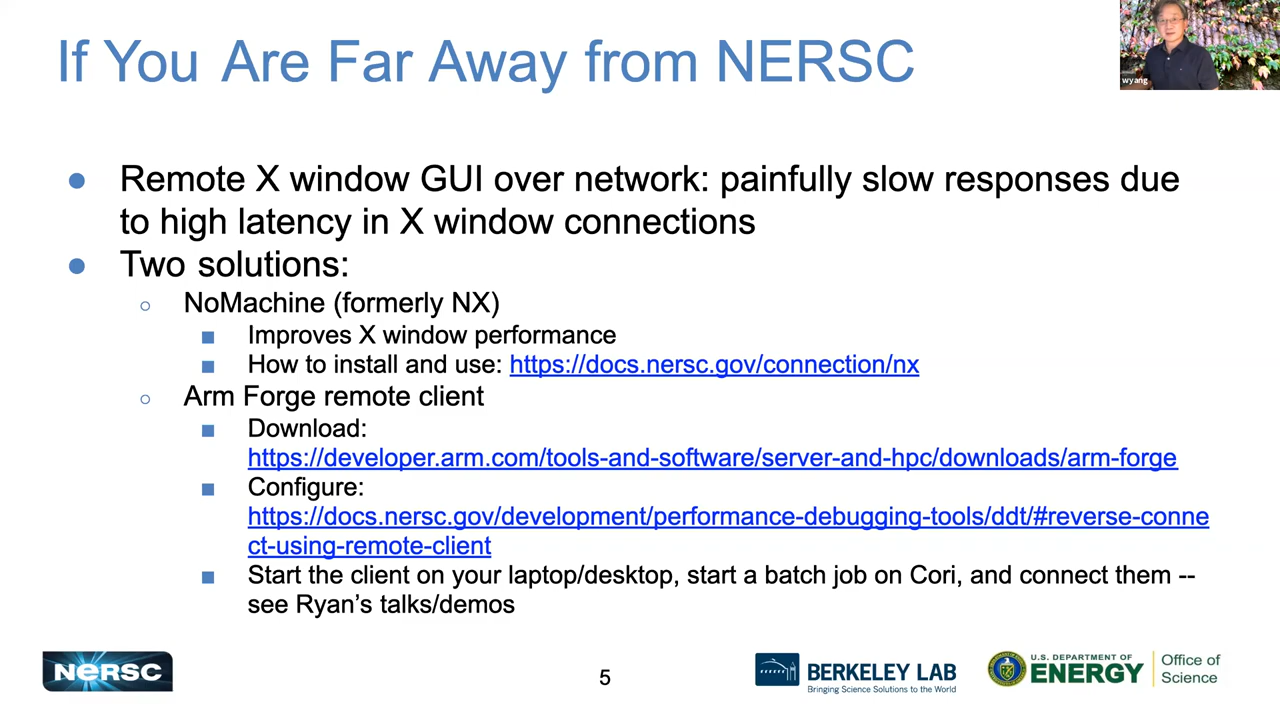 If You Are Far Away from NERSC
wyang
● Remote X window GUI over network: painfully slow responses due
to high latency in X window connections
● Two solutions:
○ NoMachine (formerly NX)
■ Improves X window performance
■ How to install and use: https://docs.nersc.gov/connection/nx
○ Arm Forge remote client
■ Download:
https://developer.arm.com/tools-and-software/server-and-hpc/downloads/arm-forge
■ Configure:
https://docs.nersc.gov/development/performance-debugging-tools/ddt/#reverse-conne
ct-using-remote-client
■ Start the client on your laptop/desktop, start a batch job on Cori, and connect them --
see Ryan’s talks/demos
NERSC
5
BERKELEY LAB
Bringing Science Solutions to the World
U.S. DEPARTMENT OF
ENERGY
Office of
Science